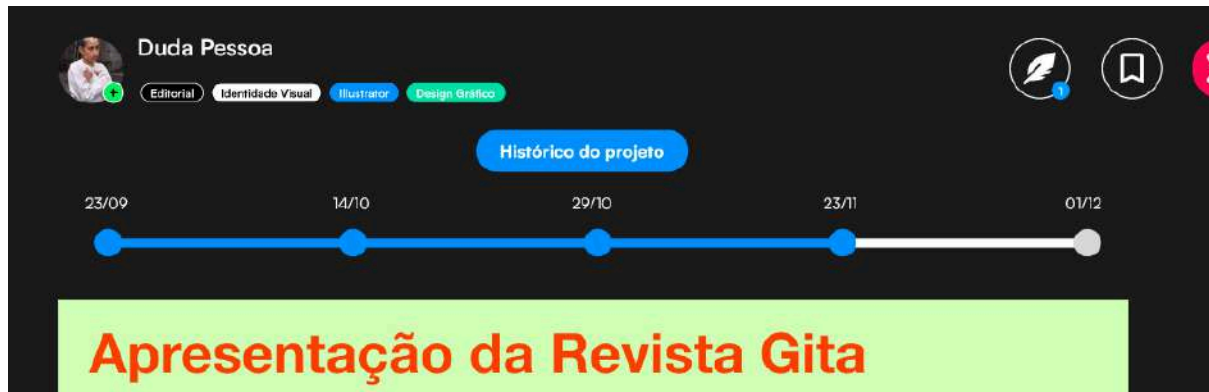 Duda Pessoa
Editorial Identidade Visual Illustrator Design Gráfico
1
Histórico do projeto
23/09 14/10 29/10 23/11 01/12
Apresentação da Revista Gita